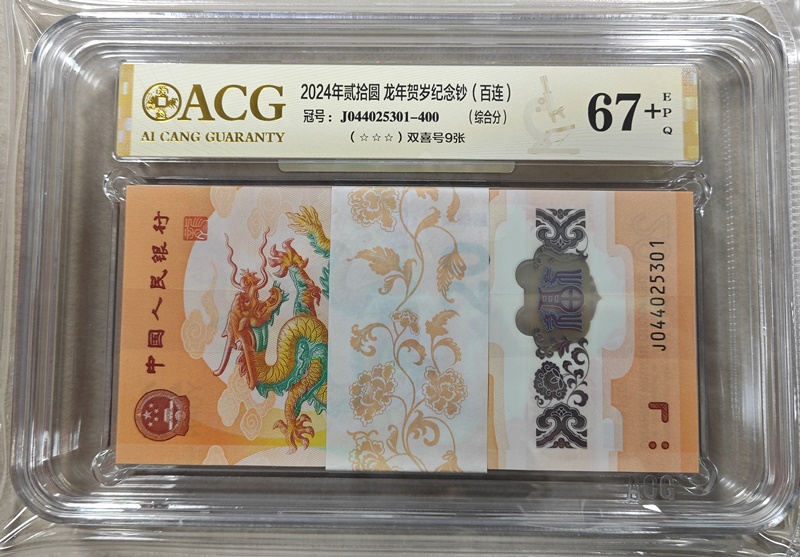 ACG
AI CANG GUARANTY
2024年贰拾圆 龙年贺岁纪念钞（百连）
冠号：J044025301-400 （综合分）
（☆☆☆）双喜号9张
67+
EPQ
中国人民银行
J044025301
ACG